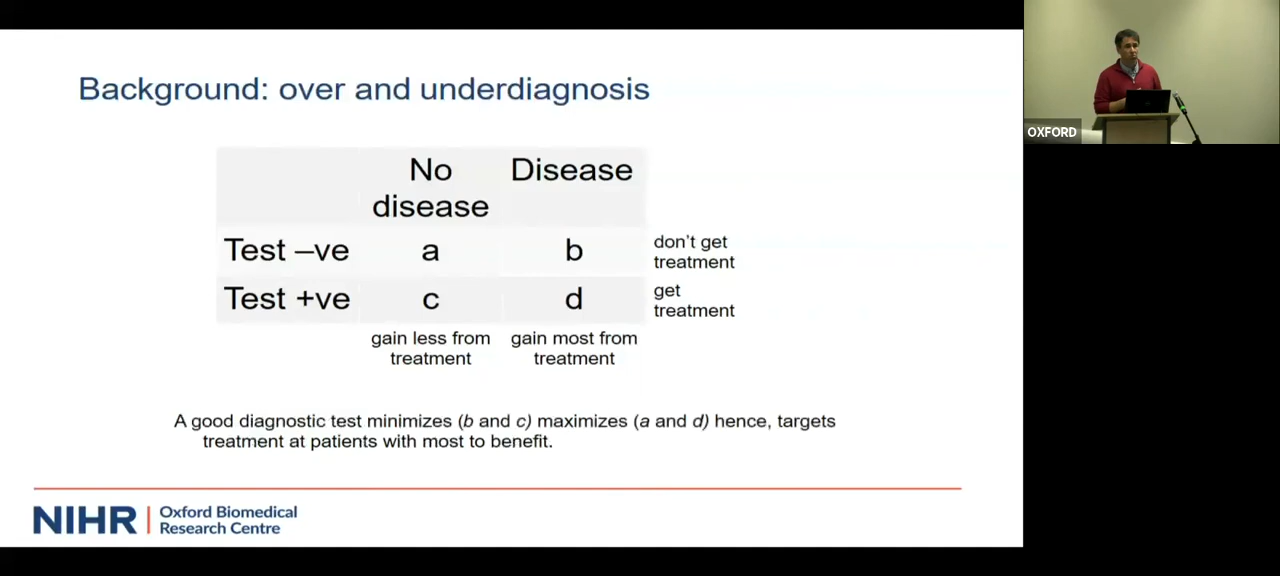 Background: over and underdiagnosis
No
disease
Disease
Test –ve
a
b
don't get
treatment
Test +ve
c
d
get
treatment
gain less from
treatment
gain most from
treatment
A good diagnostic test minimizes (b and c) maximizes (a and d) hence, targets
treatment at patients with most to benefit.
NIHR
Oxford Biomedical
Research Centre
OXFORD